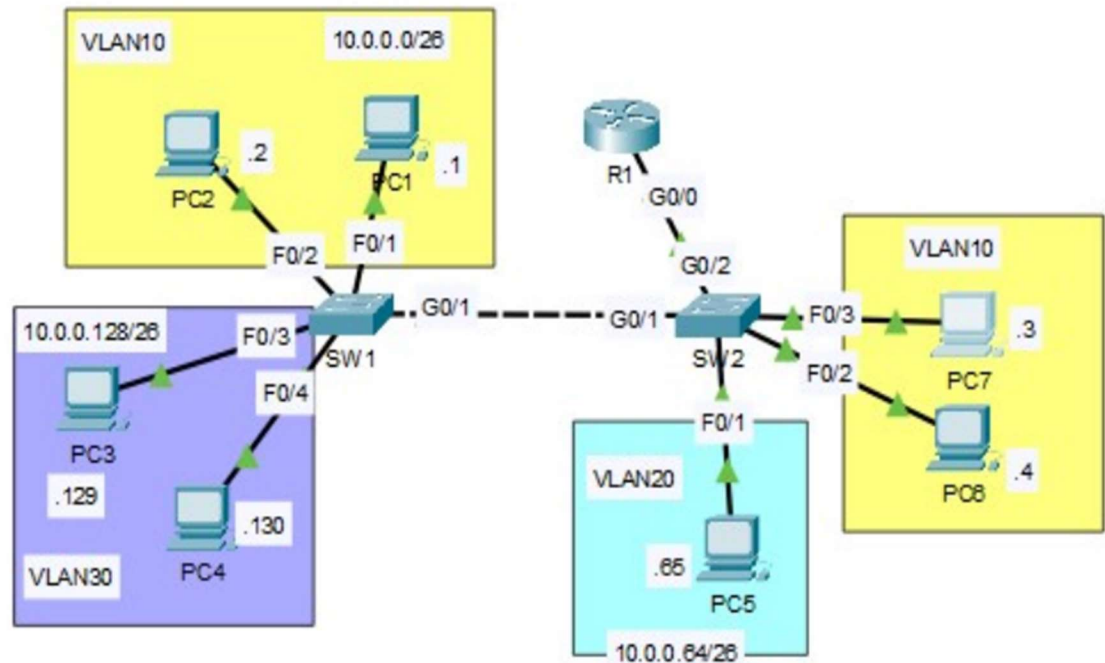 VLAN10
10.0.0.0/26
.2
.1
PC2
PC1
F0/2
F0/1
R1
G0/0
G0/2
VLAN10
10.0.0.128/26
F0/3
F0/4
SW1
G0/1
G0/1
SW2
F0/3
F0/2
.3
PC7
.4
PC6
PC3
.129
.130
PC4
VLAN30
F0/1
VLAN20
.65
PC5
10.0.0.64/26